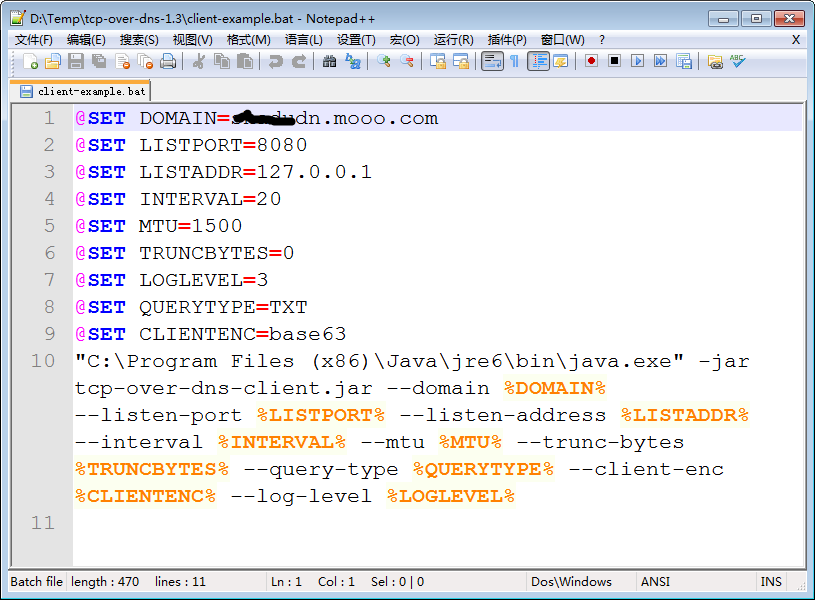 D:\Temp\tcp-over-dns-1.3\client-example.bat - Notepad++
文件(F) 编辑(E) 搜索(S) 视图(V) 格式(M) 语言(L) 设置(T) 宏(O) 运行(R) 插件(P) 窗口(W) ? X
client-example.bat
1 @SET DOMAIN= dn.mooo.com
2 @SET LISTPORT=8080
3 @SET LISTADDR=127.0.0.1
4 @SET INTERVAL=20
5 @SET MTU=1500
6 @SET TRUNCBYTES=0
7 @SET LOGLEVEL=3
8 @SET QUERYTYPE=TXT
9 @SET CLIENTENC=base63
10 "C:\Program Files (x86)\Java\jre6\bin\java.exe" -jar
tcp-over-dns-client.jar --domain %DOMAIN%
--listen-port %LISTPORT% --listen-address %LISTADDR%
--interval %INTERVAL% --mtu %MTU% --trunc-bytes
%TRUNCBYTES% --query-type %QUERYTYPE% --client-enc
%CLIENTENC% --log-level %LOGLEVEL%
11
Batch file length : 470 lines : 11 Ln : 1 Col : 1 Sel : 0 | 0 Dos\Windows ANSI INS